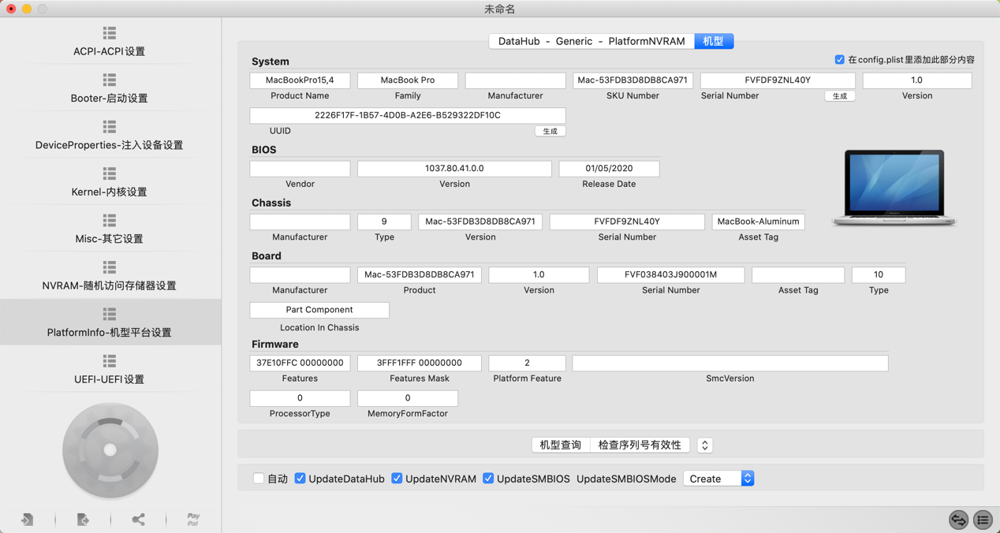 未命名
ACPI-ACPI设置
Booter-启动设置
DeviceProperties-注入设备设置
Kernel-内核设置
Misc-其它设置
NVRAM-随机访问存储器设置
PlatformInfo-机型平台设置
UEFI-UEFI设置
Pay
Pal
DataHub - Generic - PlatformNVRAM 机型
System 在config.plist里添加此部分内容
MacBookPro15,4 MacBook Pro Mac-53FDB3D8DB8CA971 FVFDF9ZNL40Y 1.0
Product Name Family Manufacturer SKU Number Serial Number 生成 Version
2226F17F-1B57-4D0B-A2E6-B529322DF10C
UUID 生成
BIOS
1037.80.41.0.0 01/05/2020
Vendor Version Release Date
Chassis
9 Mac-53FDB3D8DB8CA971 FVFDF9ZNL40Y MacBook-Aluminum
Manufacturer Type Version Serial Number Asset Tag
Board
Mac-53FDB3D8DB8CA971 1.0 FVF038403J900001M 10
Manufacturer Product Version Serial Number Asset Tag Type
Part Component
Location In Chassis
Firmware
37E10FFC 00000000 3FFF1FFF 00000000 2
Features Features Mask Platform Feature SmcVersion
0 0
ProcessorType MemoryFormFactor
机型查询 检查序列号有效性
自动 UpdateDataHub UpdateNVRAM UpdateSMBIOS UpdateSMBIOSMode Create